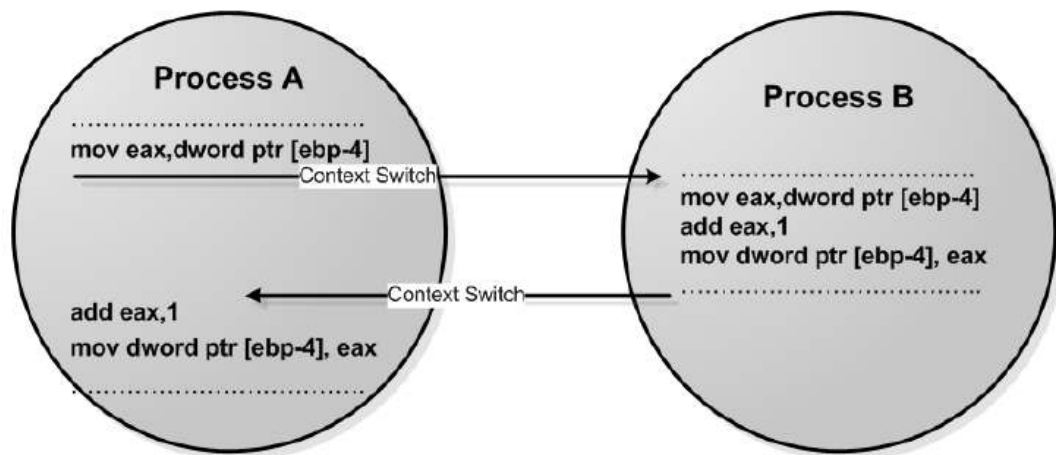 Process A
mov eax,dword ptr [ebp-4]
Context Switch
Process B
mov eax,dword ptr [ebp-4]
add eax,1
mov dword ptr [ebp-4], eax
Context Switch
add eax,1
mov dword ptr [ebp-4], eax